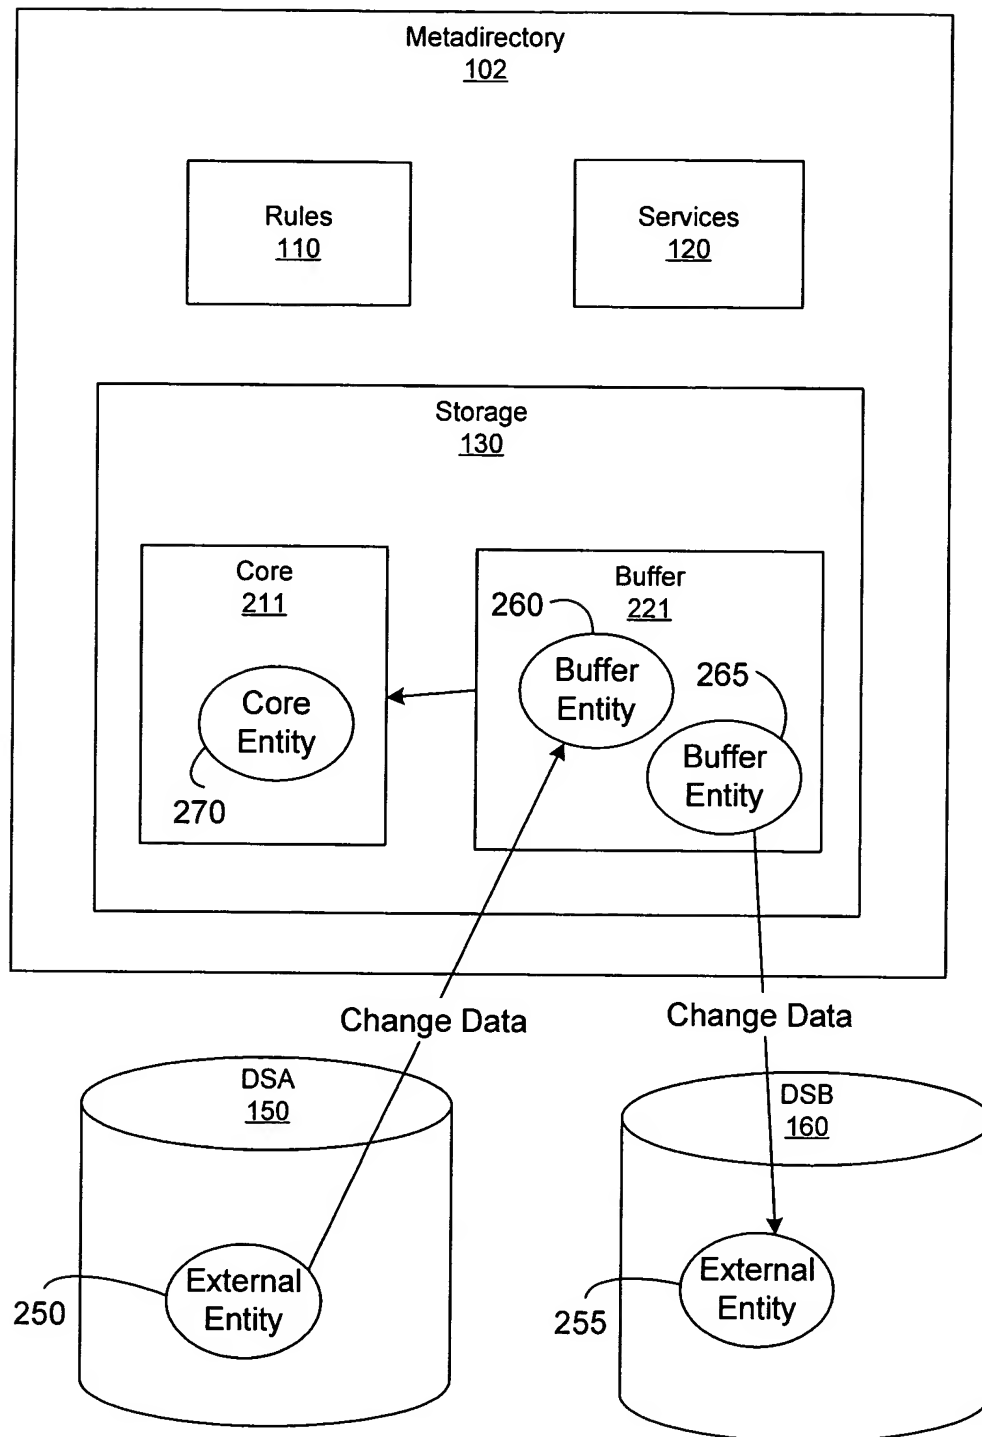 Metadirectory
102
Rules
110
Services
120
Storage
130
Core
211
Buffer
221
260
265
Buffer
Entity
Core
Entity
Buffer
Entity
270
Change Data
Change Data
DSA
150
DSB
160
External
Entity
250
External
Entity
255